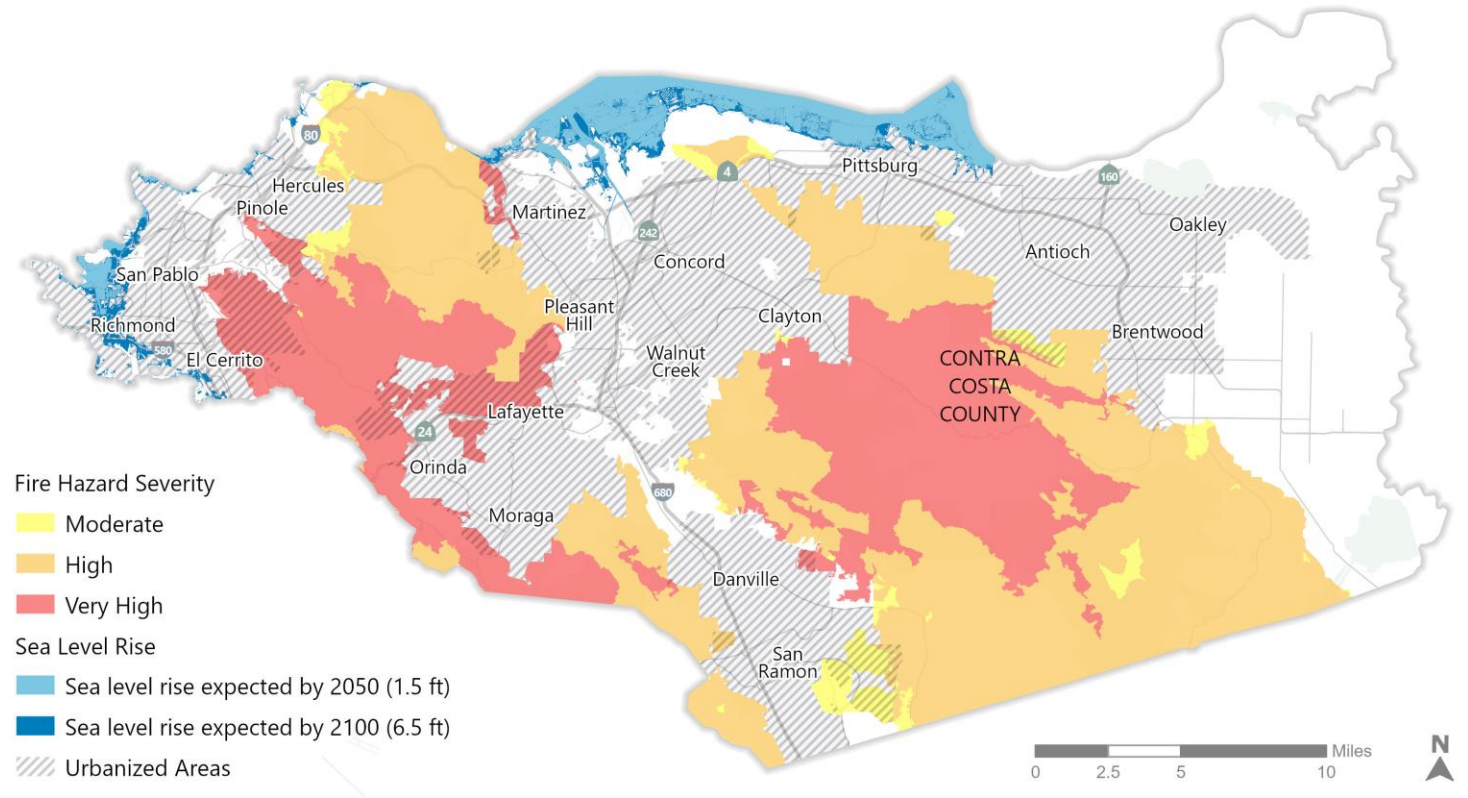 80
Hercules
Pinole
Martinez
4
Pittsburg
160
Oakley
242
Concord
Antioch
San Pablo
Richmond
580
El Cerrito
Pleasant
Hill
Clayton
Walnut
Creek
Brentwood
CONTRA
COSTA
COUNTY
Lafayette
24
Orinda
Moraga
680
Danville
San
Ramon
Fire Hazard Severity
Moderate
High
Very High
Sea Level Rise
Sea level rise expected by 2050 (1.5 ft)
Sea level rise expected by 2100 (6.5 ft)
Urbanized Areas
Miles
0 2.5 5 10
N